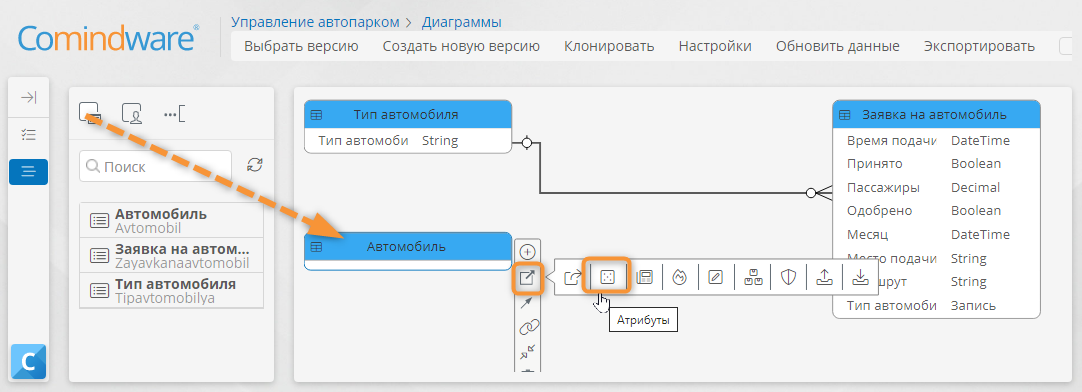 Comindware®
Управление автопарком > Диаграммы
Выбрать версию Создать новую версию Клонировать Настройки Обновить данные Экспортировать
Поиск
Автомобиль
Avtomobil
Заявка на автом...
Zayavkanaavtomobil
Тип автомобиля
Tipavtomobilya
Тип автомобиля
Тип автомоби String
Автомобиль
Атрибуты
Заявка на автомобиль
Время подачи DateTime
Принято Boolean
Пассажиры Decimal
Одобрено Boolean
Месяц DateTime
Место подачи String
шрут String
Тип автомоби Запись
C